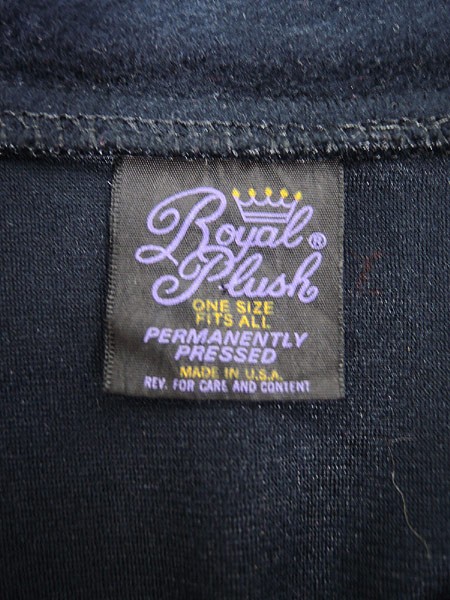 Royal ®
Plush
ONE SIZE
FITS ALL
PERMANENTLY
PRESSED
MADE IN U.S.A.
REV. FOR CARE AND CONTENT